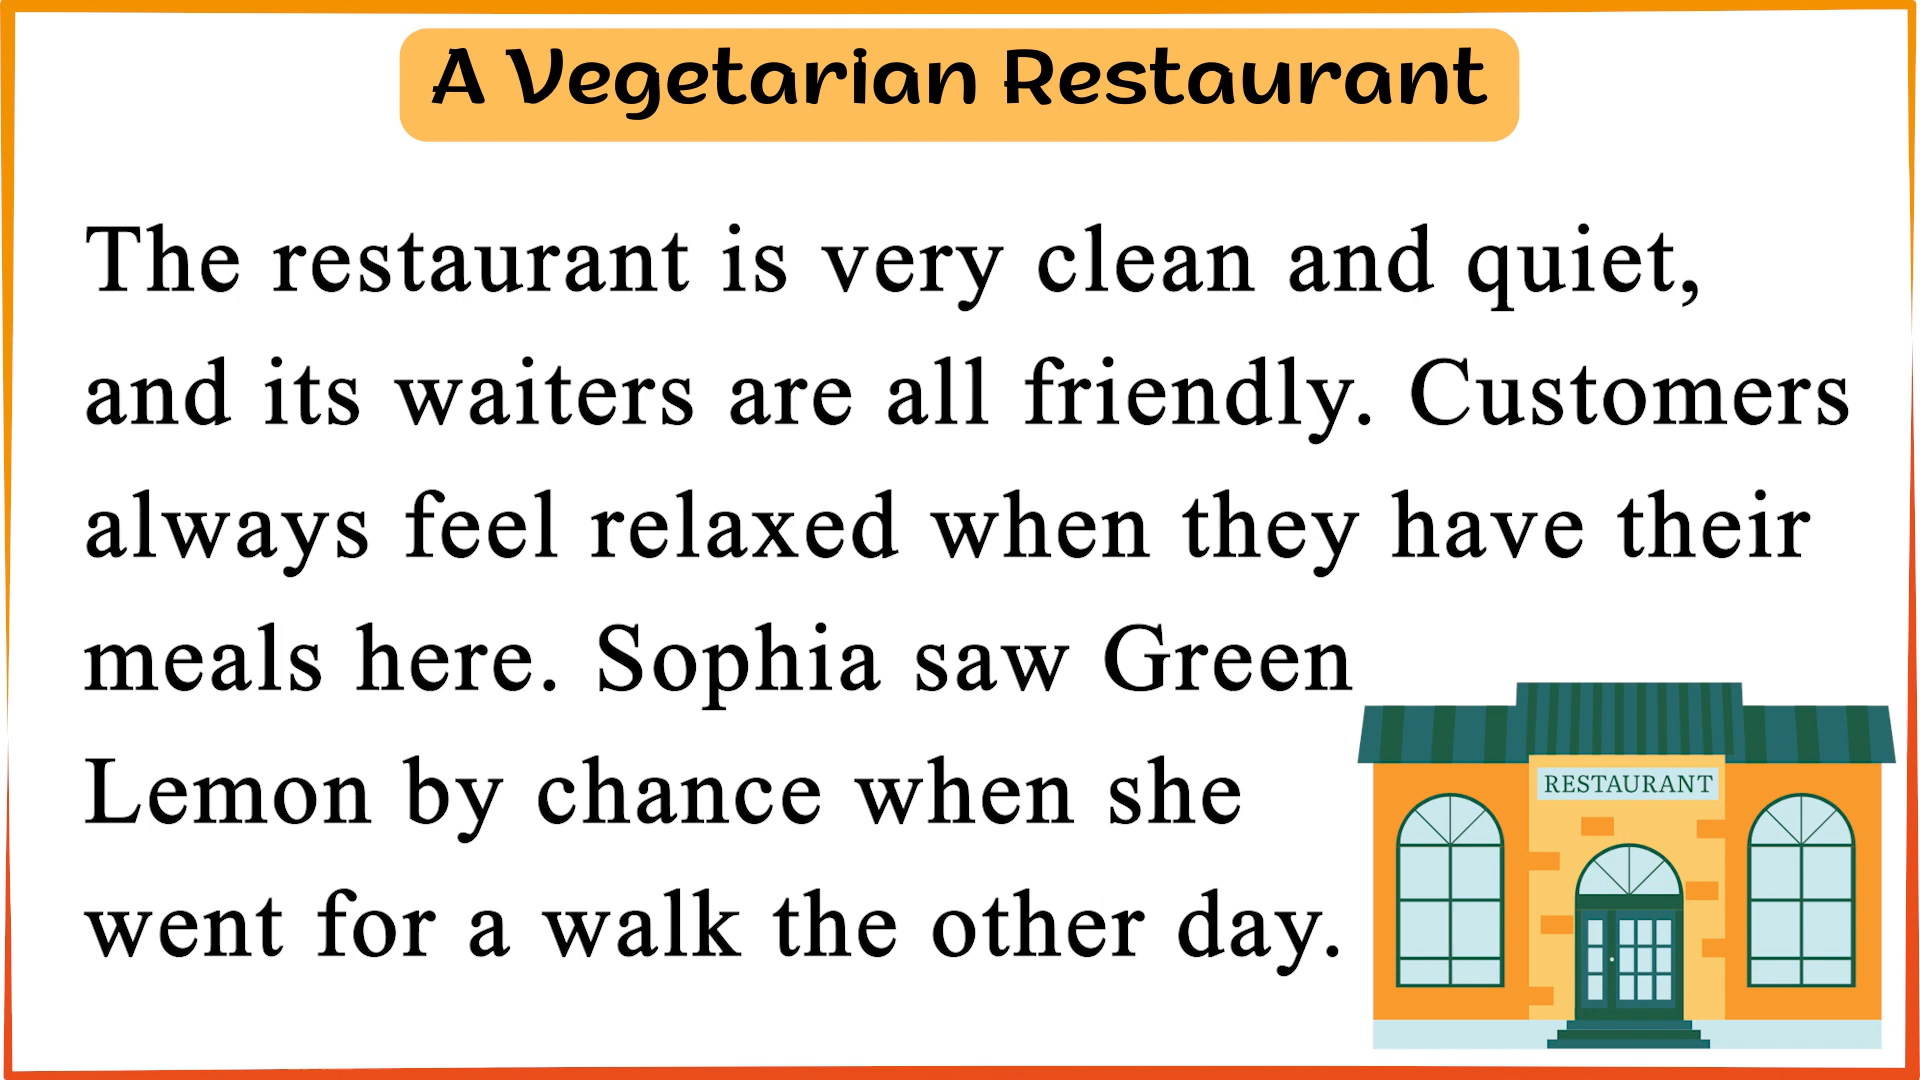 A Vegetarian Restaurant
The restaurant is very clean and quiet,
and its waiters are all friendly. Customers
always feel relaxed when they have their
meals here. Sophia saw Green
Lemon by chance when she
went for a walk the other day.
RESTAURANT